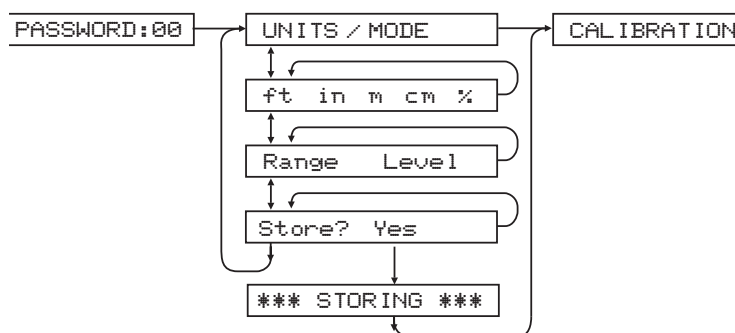 PASSWORD:00
UNITS / MODE
CALIBRATION
ft in m cm %
Range Level
Store? Yes
*** STORING ***